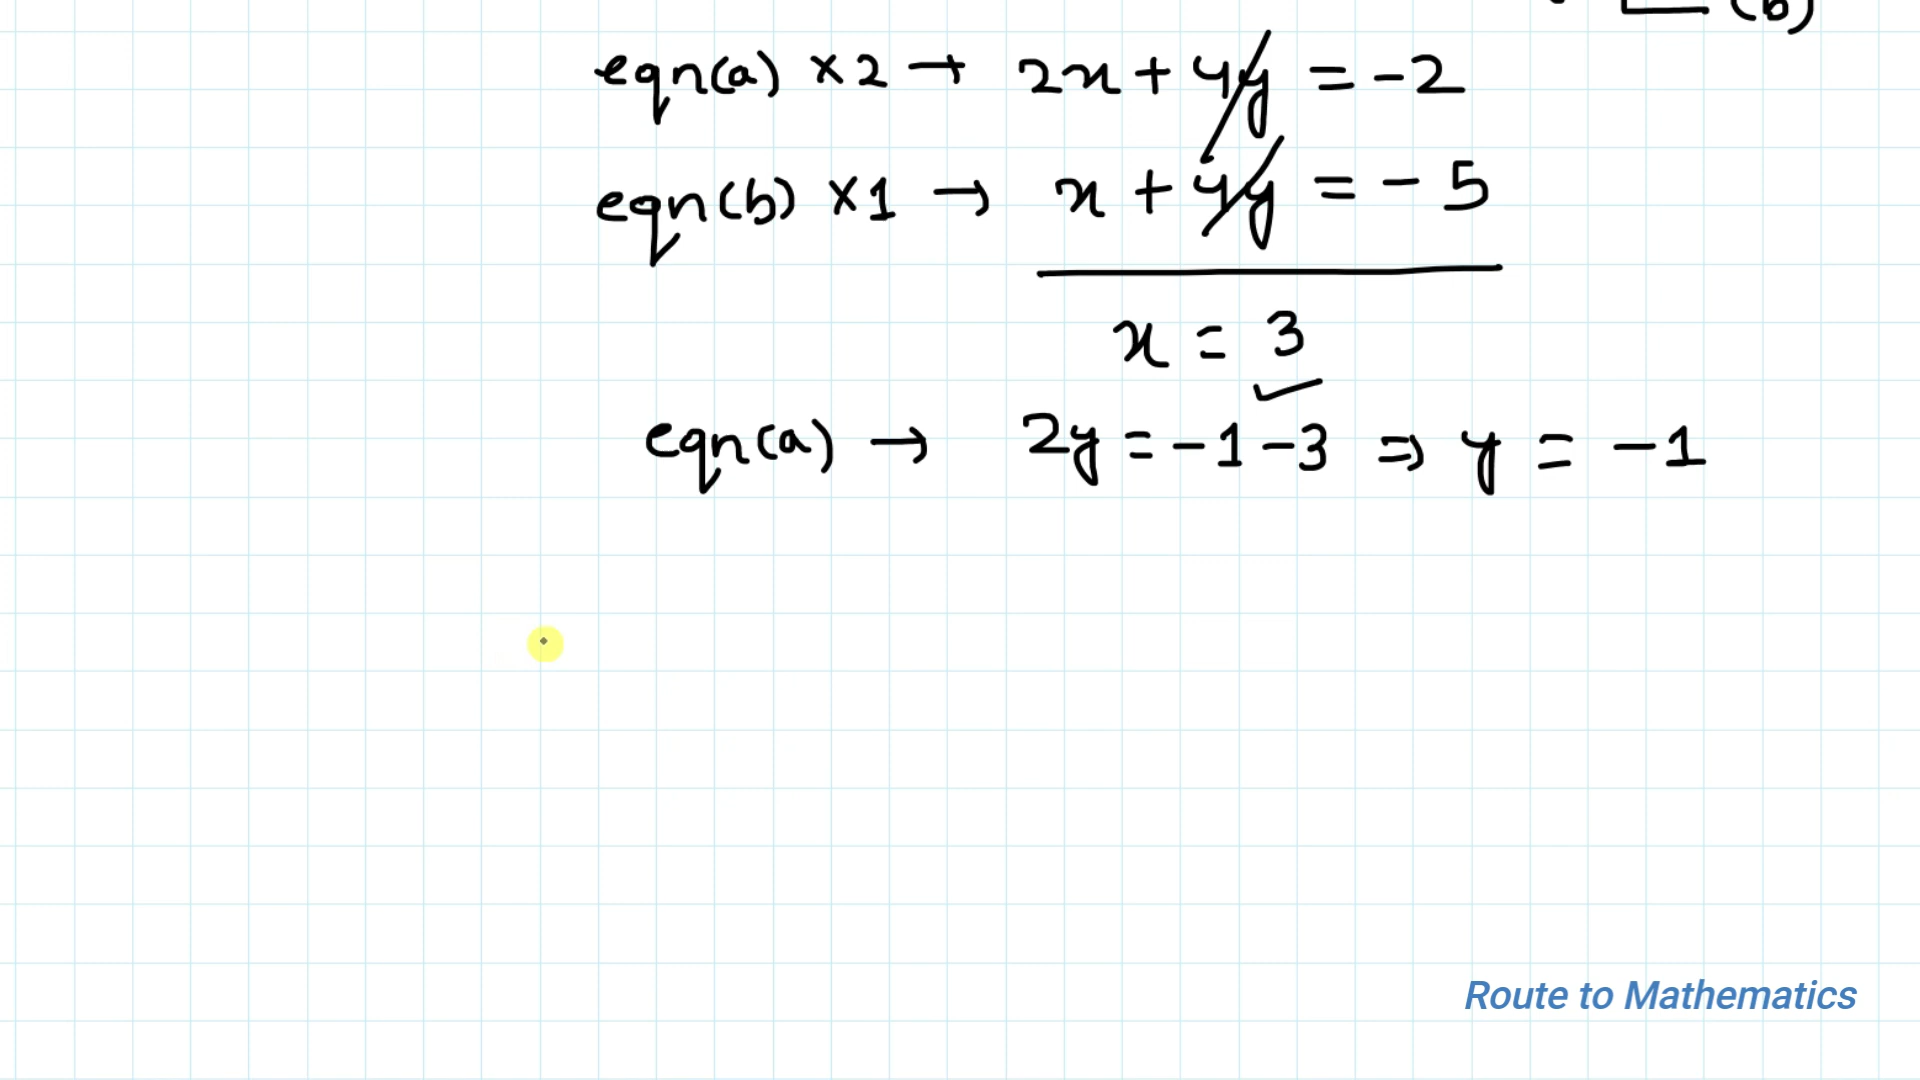 (b)
eqn(a) ×2 → 2x + 4y = -2
eqn(b) ×1 → x + 4y = - 5
x = 3
eqn(a) → 2y = -1-3 ⇒ y = -1
Route to Mathematics